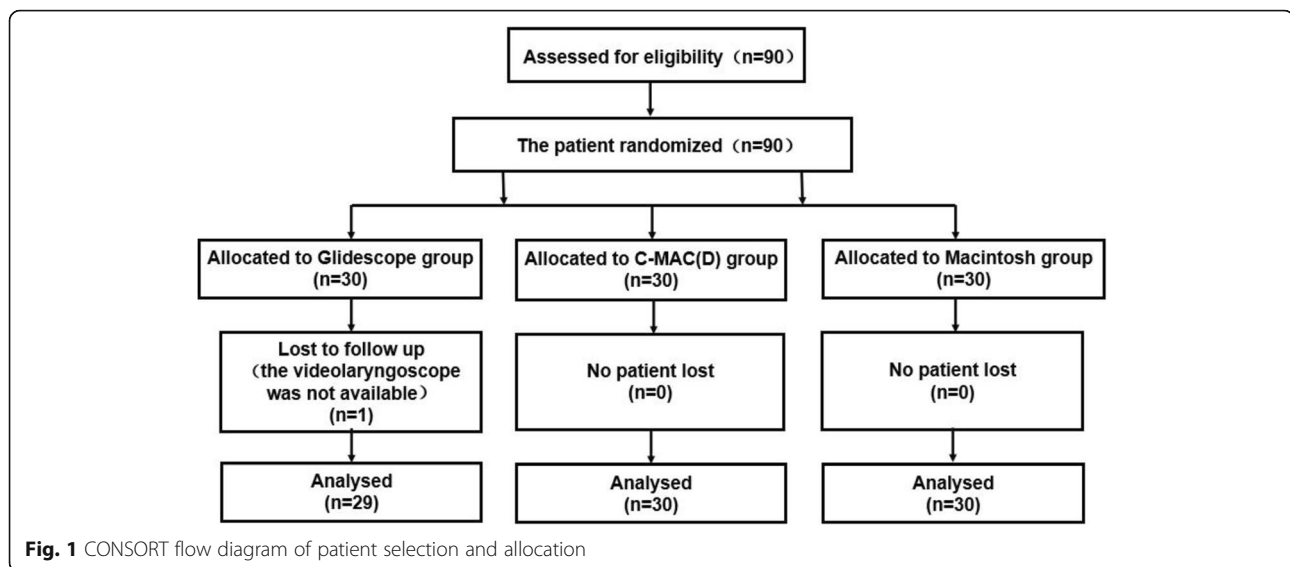 Assessed for eligibility（n=90）
The patient randomized（n=90）
Allocated to Glidescope group
(n=30)
Allocated to C-MAC(D) group
(n=30)
Allocated to Macintosh group
(n=30)
Lost to follow up
（the videolaryngoscope
was not available）
(n=1)
No patient lost
(n=0)
No patient lost
(n=0)
Analysed
(n=29)
Analysed
(n=30)
Analysed
(n=30)
Fig. 1 CONSORT flow diagram of patient selection and allocation